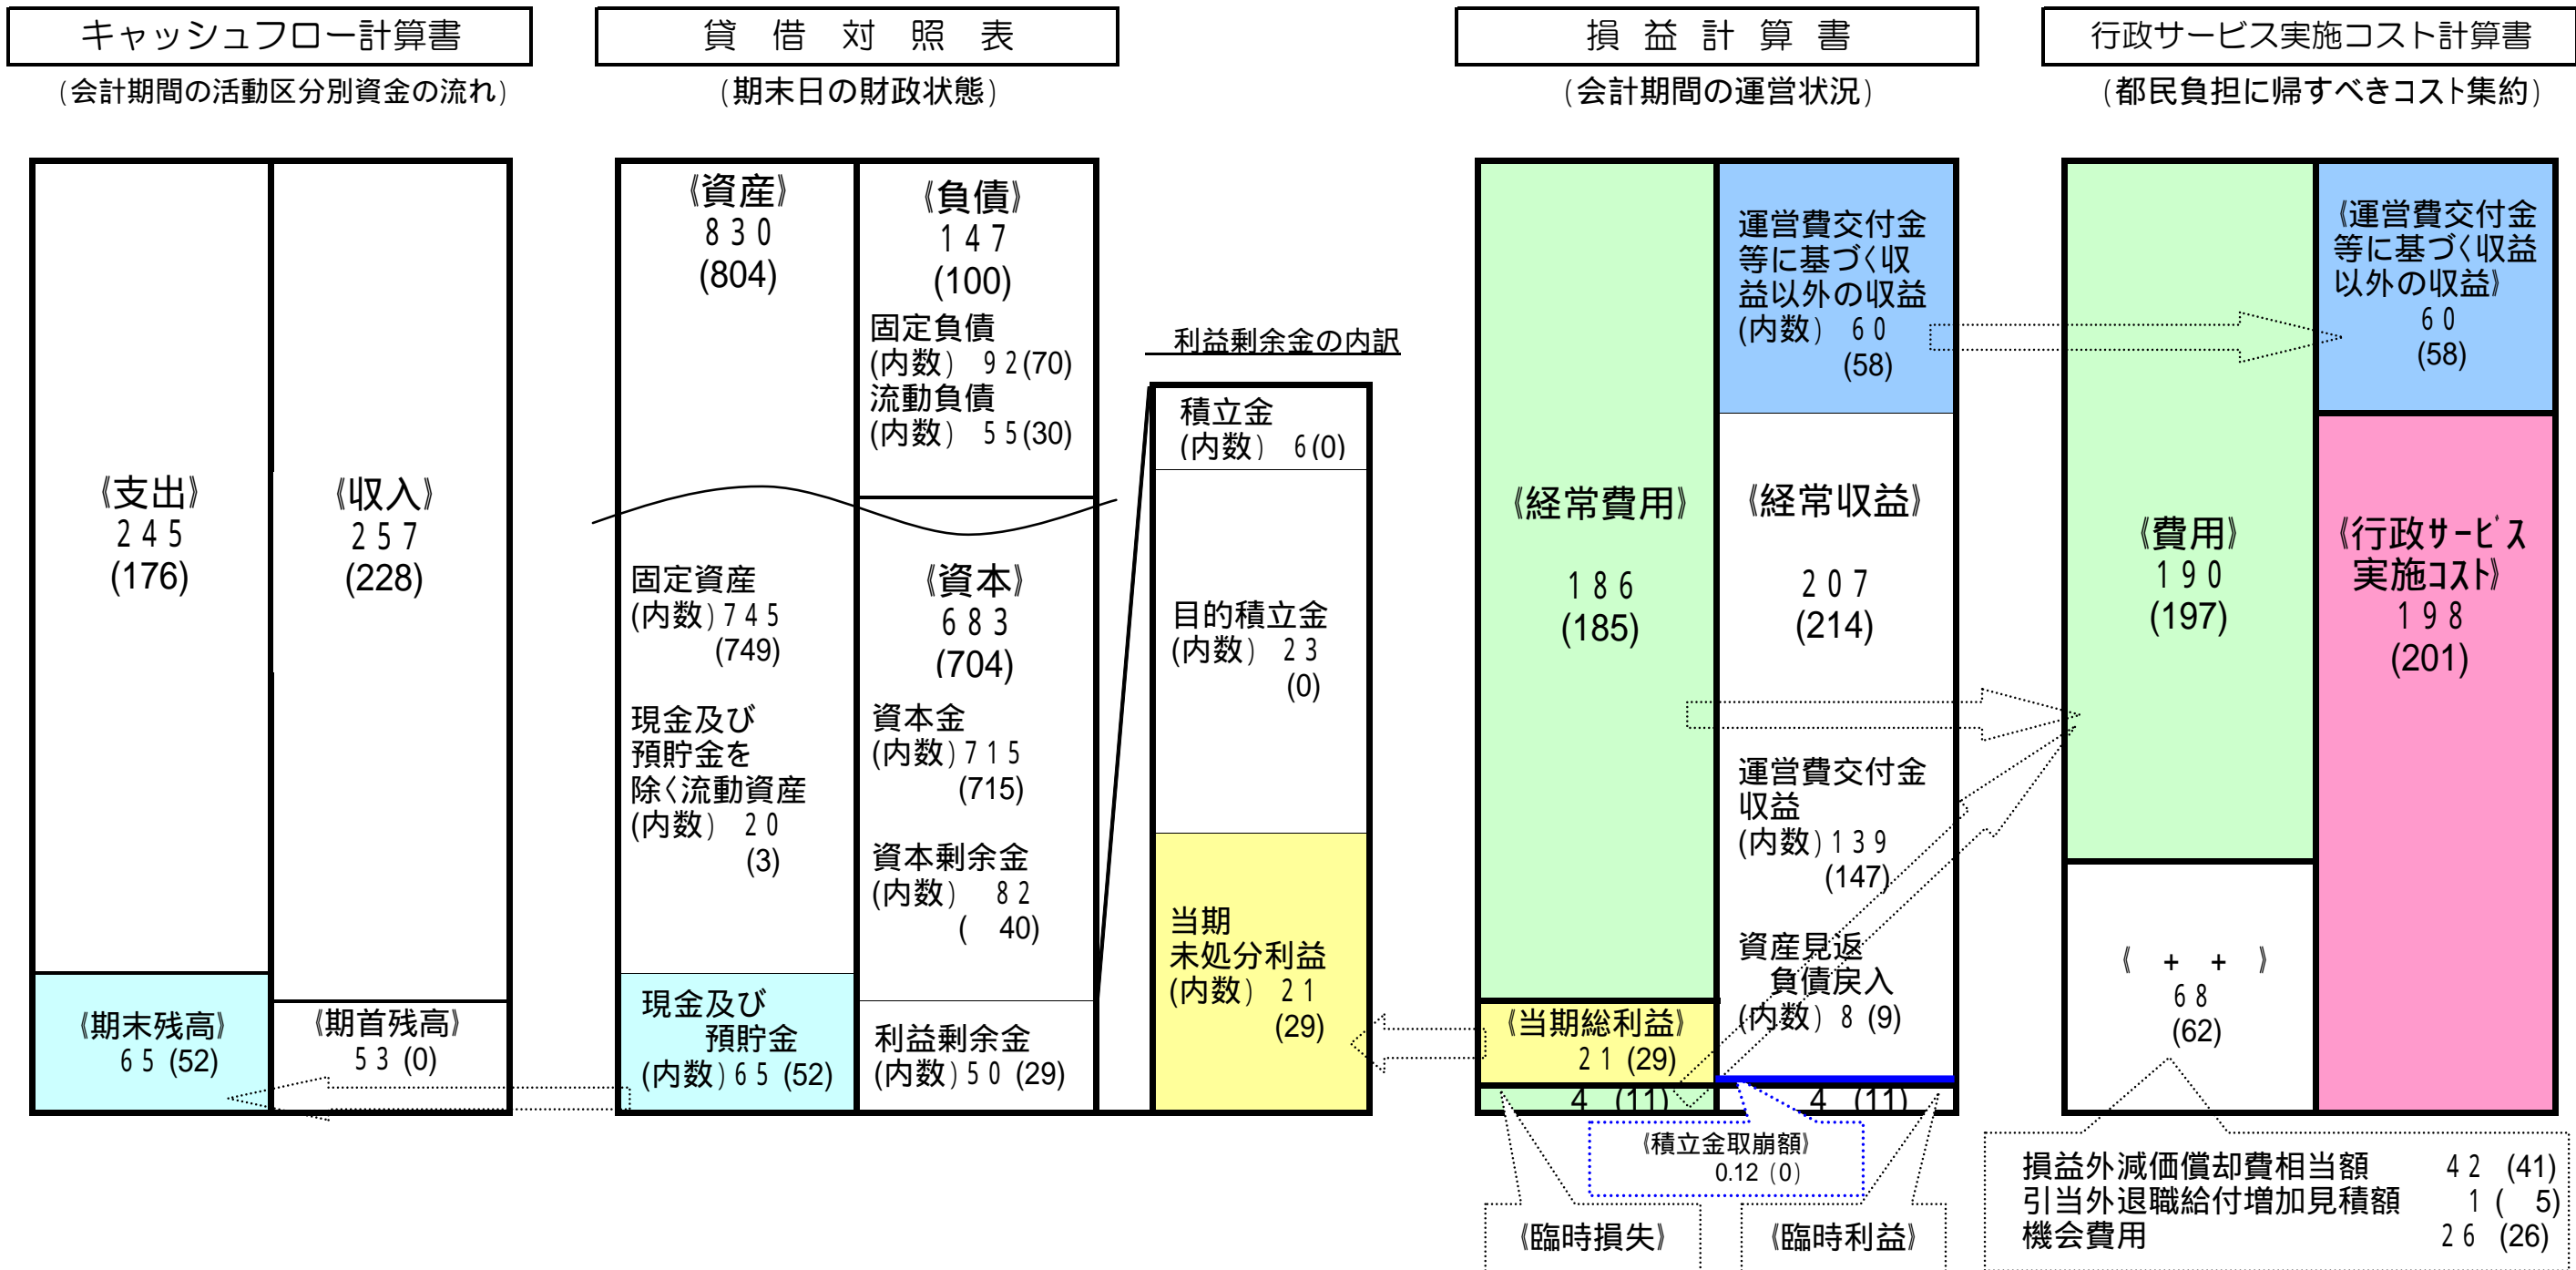 キャッシュフロー計算書
(会計期間の活動区分別資金の流れ)
《支出》
245
(176)
《収入》
257
(228)
《期末残高》
65 (52)
《期首残高》
53 (0)
貸借対照表
(期末日の財政状態)
《資産》
830
(804)
固定資産
(内数) 745
(749)
現金及び
預貯金を
除く流動資産
(内数) 20
(3)
現金及び
預貯金
(内数) 65 (52)
《負債》
147
(100)
固定負債
(内数) 92(70)
流動負債
(内数) 55(30)
《資本》
683
(704)
資本金
(内数) 715
(715)
資本剰余金
(内数) 82
( 40)
利益剰余金
(内数) 50 (29)
利益剰余金の内訳
積立金
(内数) 6(0)
目的積立金
(内数) 23
(0)
当期
未処分利益
(内数) 21
(29)
損益計算書
(会計期間の運営状況)
《経常費用》
186
(185)
《当期総利益》
21 (29)
4 (11)
運営費交付金
等に基づく収
益以外の収益
(内数) 60
(58)
《経常収益》
207
(214)
運営費交付金
収益
(内数) 139
(147)
資産見返
負債戻入
(内数) 8 (9)
4 (11)
《積立金取崩額》
0.12 (0)
《臨時損失》
《臨時利益》
行政サービス実施コスト計算書
(都民負担に帰すべきコスト集約)
《費用》
190
(197)
《 + + 》
68
(62)
《運営費交付金
等に基づく収益
以外の収益》
60
(58)
《行政サービス
実施コスト》
198
(201)
損益外減価償却費相当額 42 (41)
引当外退職給付増加見積額 1 ( 5)
機会費用 26 (26)